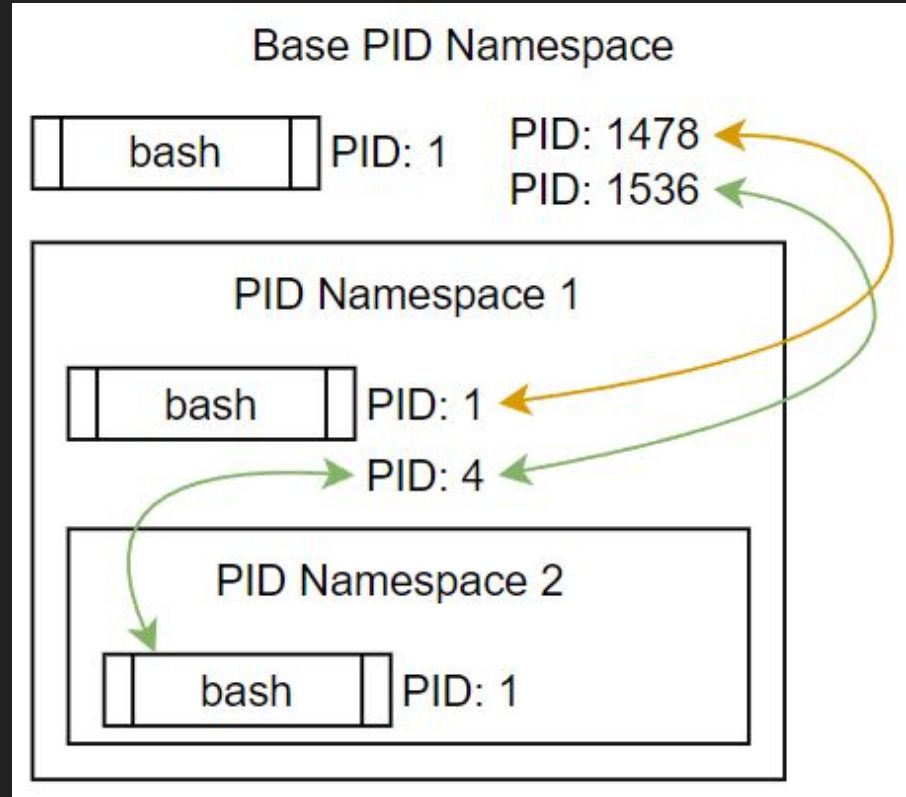 Base PID Namespace
bash PID: 1 PID: 1478
PID: 1536
PID Namespace 1
bash PID: 1
PID: 4
PID Namespace 2
bash PID: 1